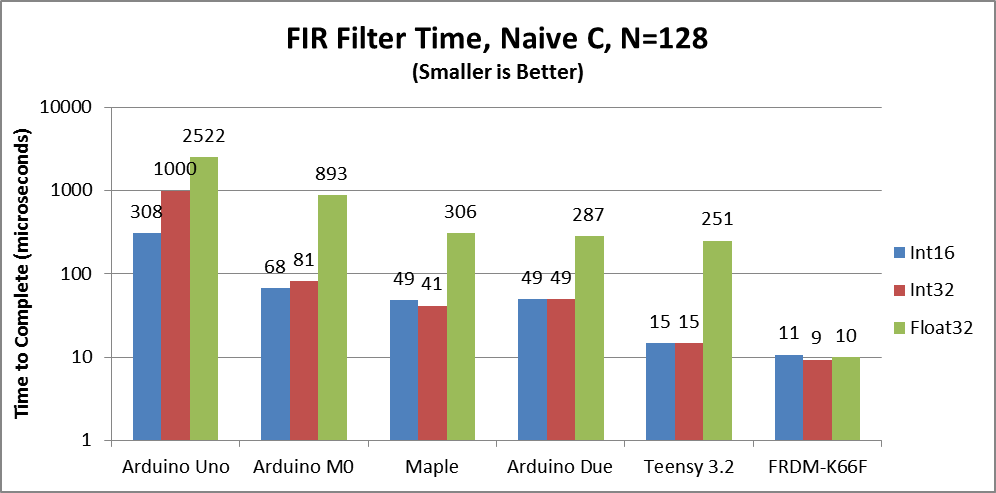 FIR Filter Time, Naive C, N=128
(Smaller is Better)
Time to Complete (microseconds)
10000
1000
100
10
1
308
1000
2522
68
81
893
49
41
306
49
49
287
15
15
251
11
9
10
Arduino Uno
Arduino M0
Maple
Arduino Due
Teensy 3.2
FRDM-K66F
Int16
Int32
Float32